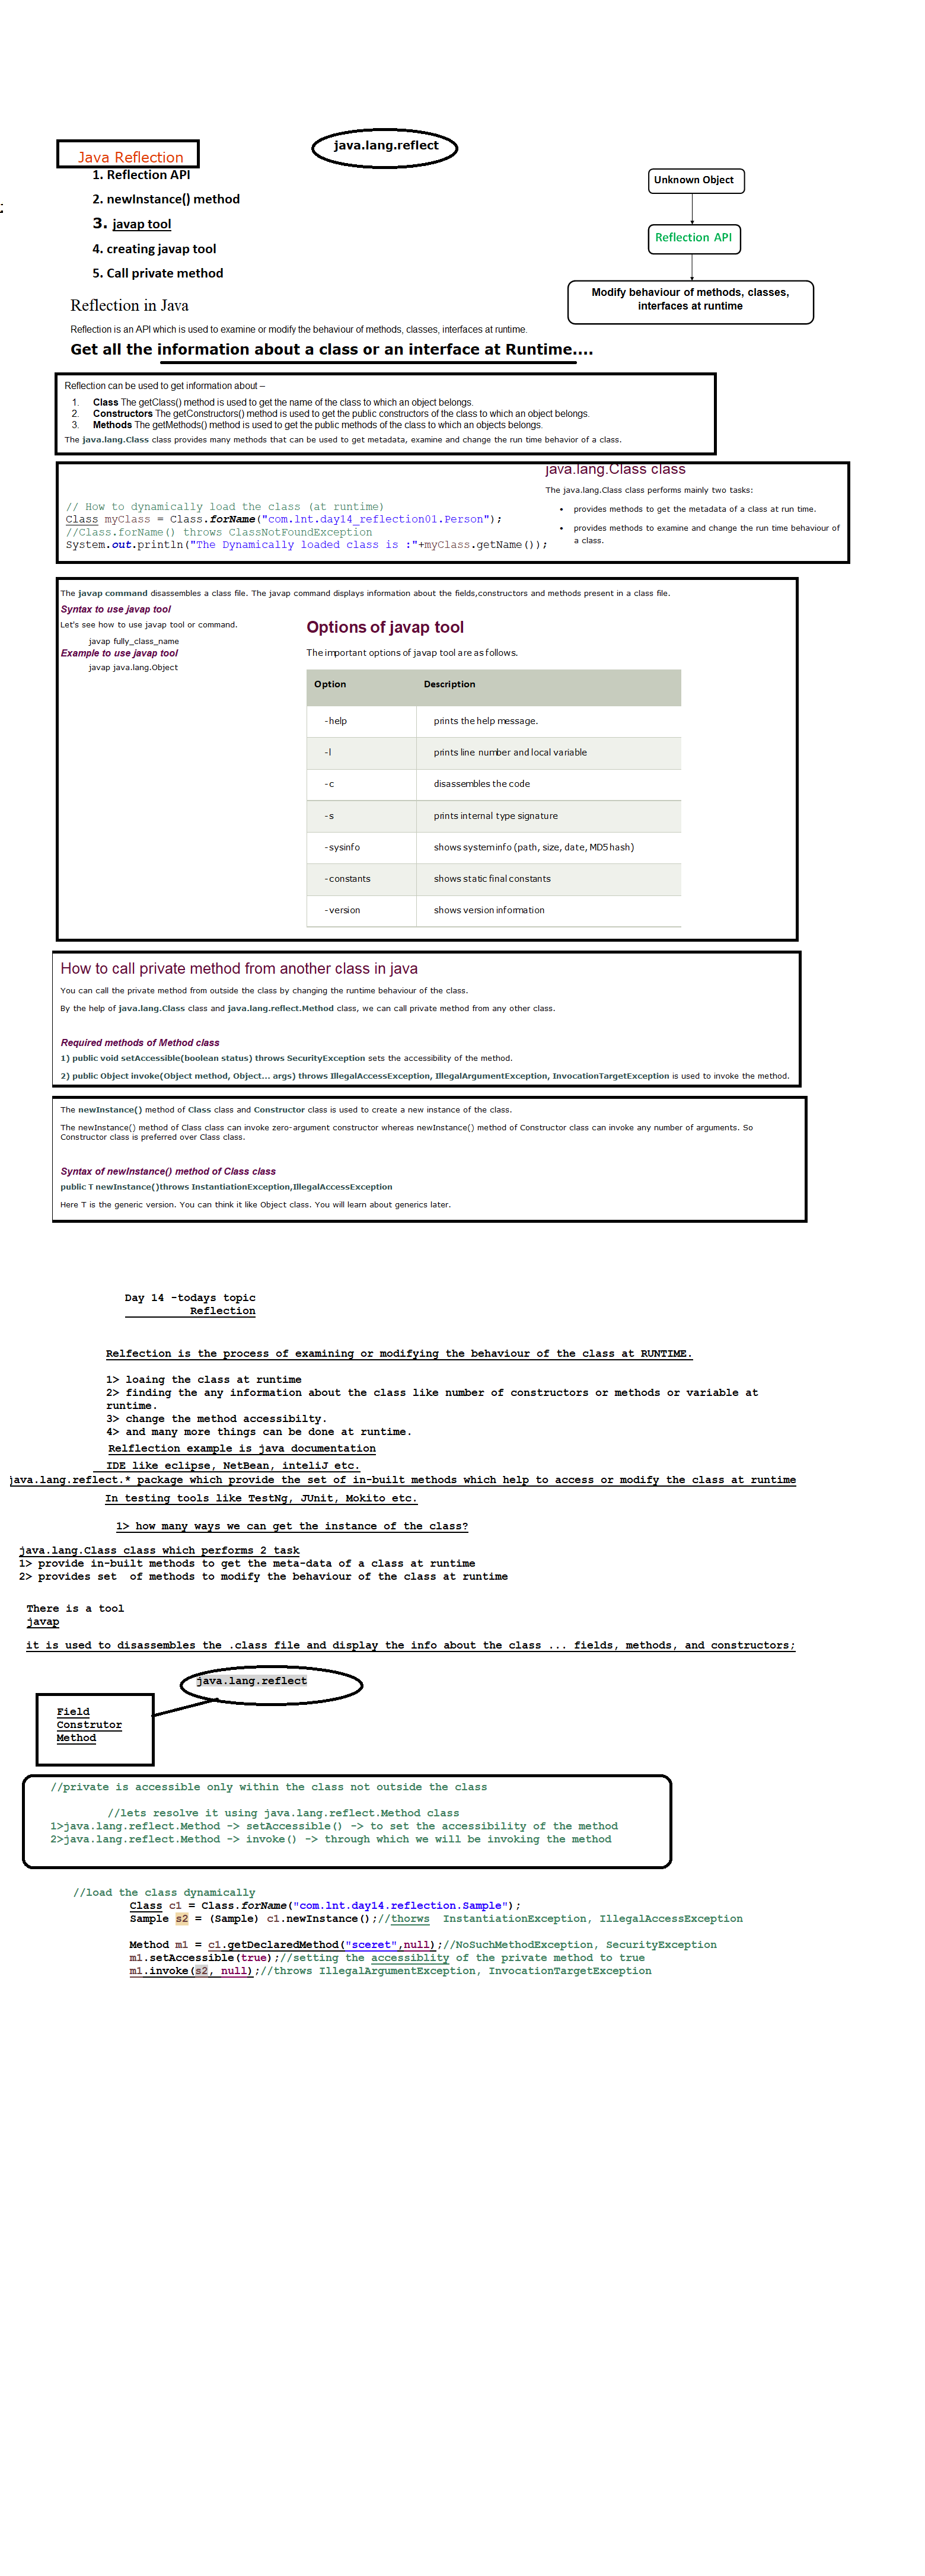 java.lang.reflect
Java Reflection
1. Reflection API
2. newInstance() method
3. javap tool
4. creating javap tool
5. Call private method
Unknown Object
Reflection API
Modify behaviour of methods, classes,
interfaces at runtime
Reflection in Java
Reflection is an API which is used to examine or modify the behaviour of methods, classes, interfaces at runtime.
Get all the information about a class or an interface at Runtime....
Reflection can be used to get information about –
1. Class The getClass() method is used to get the name of the class to which an object belongs.
2. Constructors The getConstructors() method is used to get the public constructors of the class to which an object belongs.
3. Methods The getMethods() method is used to get the public methods of the class to which an objects belongs.
The java.lang.Class class provides many methods that can be used to get metadata, examine and change the run time behavior of a class.
java.lang.Class class
The java.lang.Class class performs mainly two tasks:
• provides methods to get the metadata of a class at run time.
• provides methods to examine and change the run time behaviour of
a class.
// How to dynamically load the class (at runtime)
Class myClass = Class.forName("com.lnt.day14_reflection01.Person");
//Class.forName() throws ClassNotFoundException
System.out.println("The Dynamically loaded class is :"+myClass.getName());
The javap command disassembles a class file. The javap command displays information about the fields,constructors and methods present in a class file.
Syntax to use javap tool
Let's see how to use javap tool or command.
javap fully_class_name
Example to use javap tool
javap java.lang.Object
Options of javap tool
The important options of javap tool are as follows.
Option Description
-help prints the help message.
-l prints line number and local variable
-c disassembles the code
-s prints internal type signature
-sysinfo shows system info (path, size, date, MD5 hash)
-constants shows static final constants
-version shows version information
How to call private method from another class in java
You can call the private method from outside the class by changing the runtime behaviour of the class.
By the help of java.lang.Class class and java.lang.reflect.Method class, we can call private method from any other class.
Required methods of Method class
1) public void setAccessible(boolean status) throws SecurityException sets the accessibility of the method.
2) public Object invoke(Object method, Object... args) throws IllegalAccessException, IllegalArgumentException, InvocationTargetException is used to invoke the method.
The newInstance() method of Class class and Constructor class is used to create a new instance of the class.
The newInstance() method of Class class can invoke zero-argument constructor whereas newInstance() method of Constructor class can invoke any number of arguments. So
Constructor class is preferred over Class class.
Syntax of newInstance() method of Class class
public T newInstance()throws InstantiationException,IllegalAccessException
Here T is the generic version. You can think it like Object class. You will learn about generics later.
Day 14 -todays topic
Reflection
Relfection is the process of examining or modifying the behaviour of the class at RUNTIME.
1> loaing the class at runtime
2> finding the any information about the class like number of constructors or methods or variable at
runtime.
3> change the method accessibilty.
4> and many more things can be done at runtime.
Relflection example is java documentation
IDE like eclipse, NetBean, inteliJ etc.
java.lang.reflect.* package which provide the set of in-built methods which help to access or modify the class at runtime
In testing tools like TestNg, JUnit, Mokito etc.
1> how many ways we can get the instance of the class?
java.lang.Class class which performs 2 task
1> provide in-built methods to get the meta-data of a class at runtime
2> provides set of methods to modify the behaviour of the class at runtime
There is a tool
javap
it is used to disassembles the .class file and display the info about the class ... fields, methods, and constructors;
java.lang.reflect
Field
Construtor
Method
//private is accessible only within the class not outside the class
//lets resolve it using java.lang.reflect.Method class
1>java.lang.reflect.Method -> setAccessible() -> to set the accessibility of the method
2>java.lang.reflect.Method -> invoke() -> through which we will be invoking the method
//load the class dynamically
Class c1 = Class.forName("com.lnt.day14.reflection.Sample");
Sample s2 = (Sample) c1.newInstance();//thorws InstantiationException, IllegalAccessException
Method m1 = c1.getDeclaredMethod("sceret",null);//NoSuchMethodException, SecurityException
m1.setAccessible(true);//setting the accessiblity of the private method to true
m1.invoke(s2, null);//throws IllegalArgumentException, InvocationTargetException